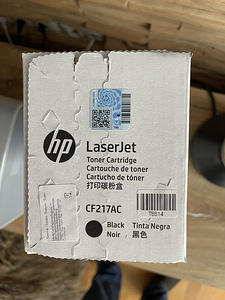 hp
LaserJet
Toner Cartridge
Cartouche de toner
Cartucho de tóner
打印碳粉盒
CF217AC
Black Tinta Negra
Noir 黑色